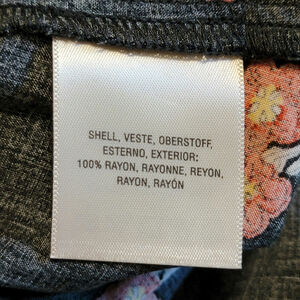 SHELL, VESTE, OBERSTOFF,
ESTERNO, EXTERIOR:
100% RAYON, RAYONNE, REYON,
RAYON, RAYÓN